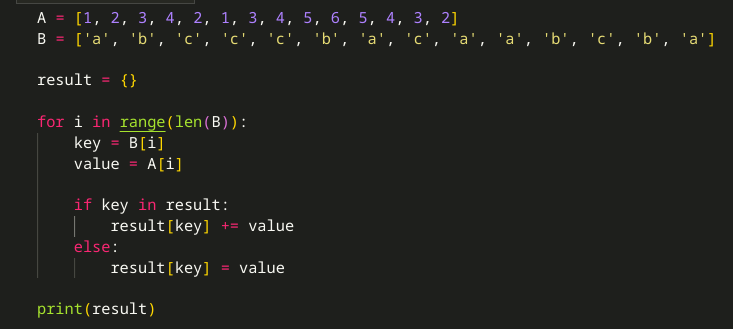 A = [1, 2, 3, 4, 2, 1, 3, 4, 5, 6, 5, 4, 3, 2]
B = ['a', 'b', 'c', 'c', 'c', 'b', 'a', 'c', 'a', 'a', 'b', 'c', 'b', 'a']
result = {}
for i in range(len(B)):
    key = B[i]
    value = A[i]
    if key in result:
        result[key] += value
    else:
        result[key] = value
print(result)